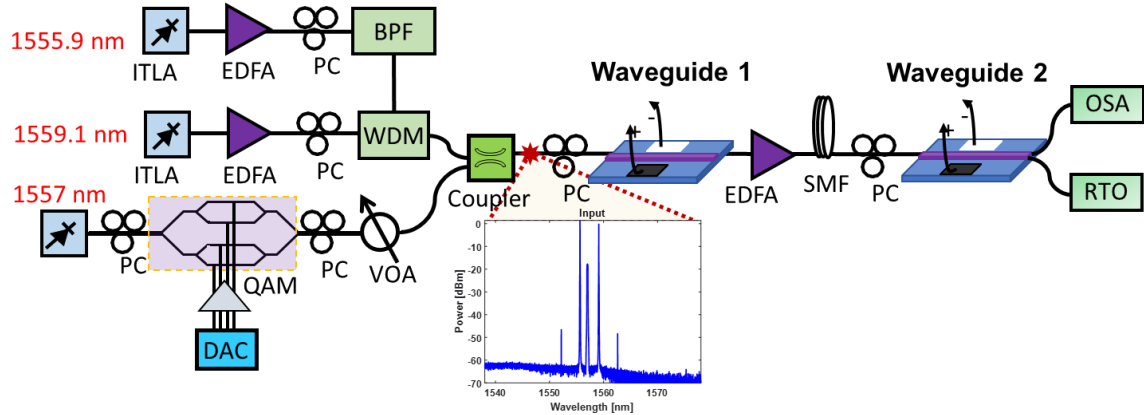 1555.9 nm
ITLA
EDFA
PC
BPF
1559.1 nm
ITLA
EDFA
PC
WDM
1557 nm
PC
QAM
DAC
PC
VOA
Coupler
PC
Waveguide 1
+
-
EDFA
SMF
PC
Waveguide 2
+
-
OSA
RTO
Input
Power [dBm]
0
-10
-20
-30
-40
-50
-60
-70
1540
1550
1560
1570
Wavelength [nm]